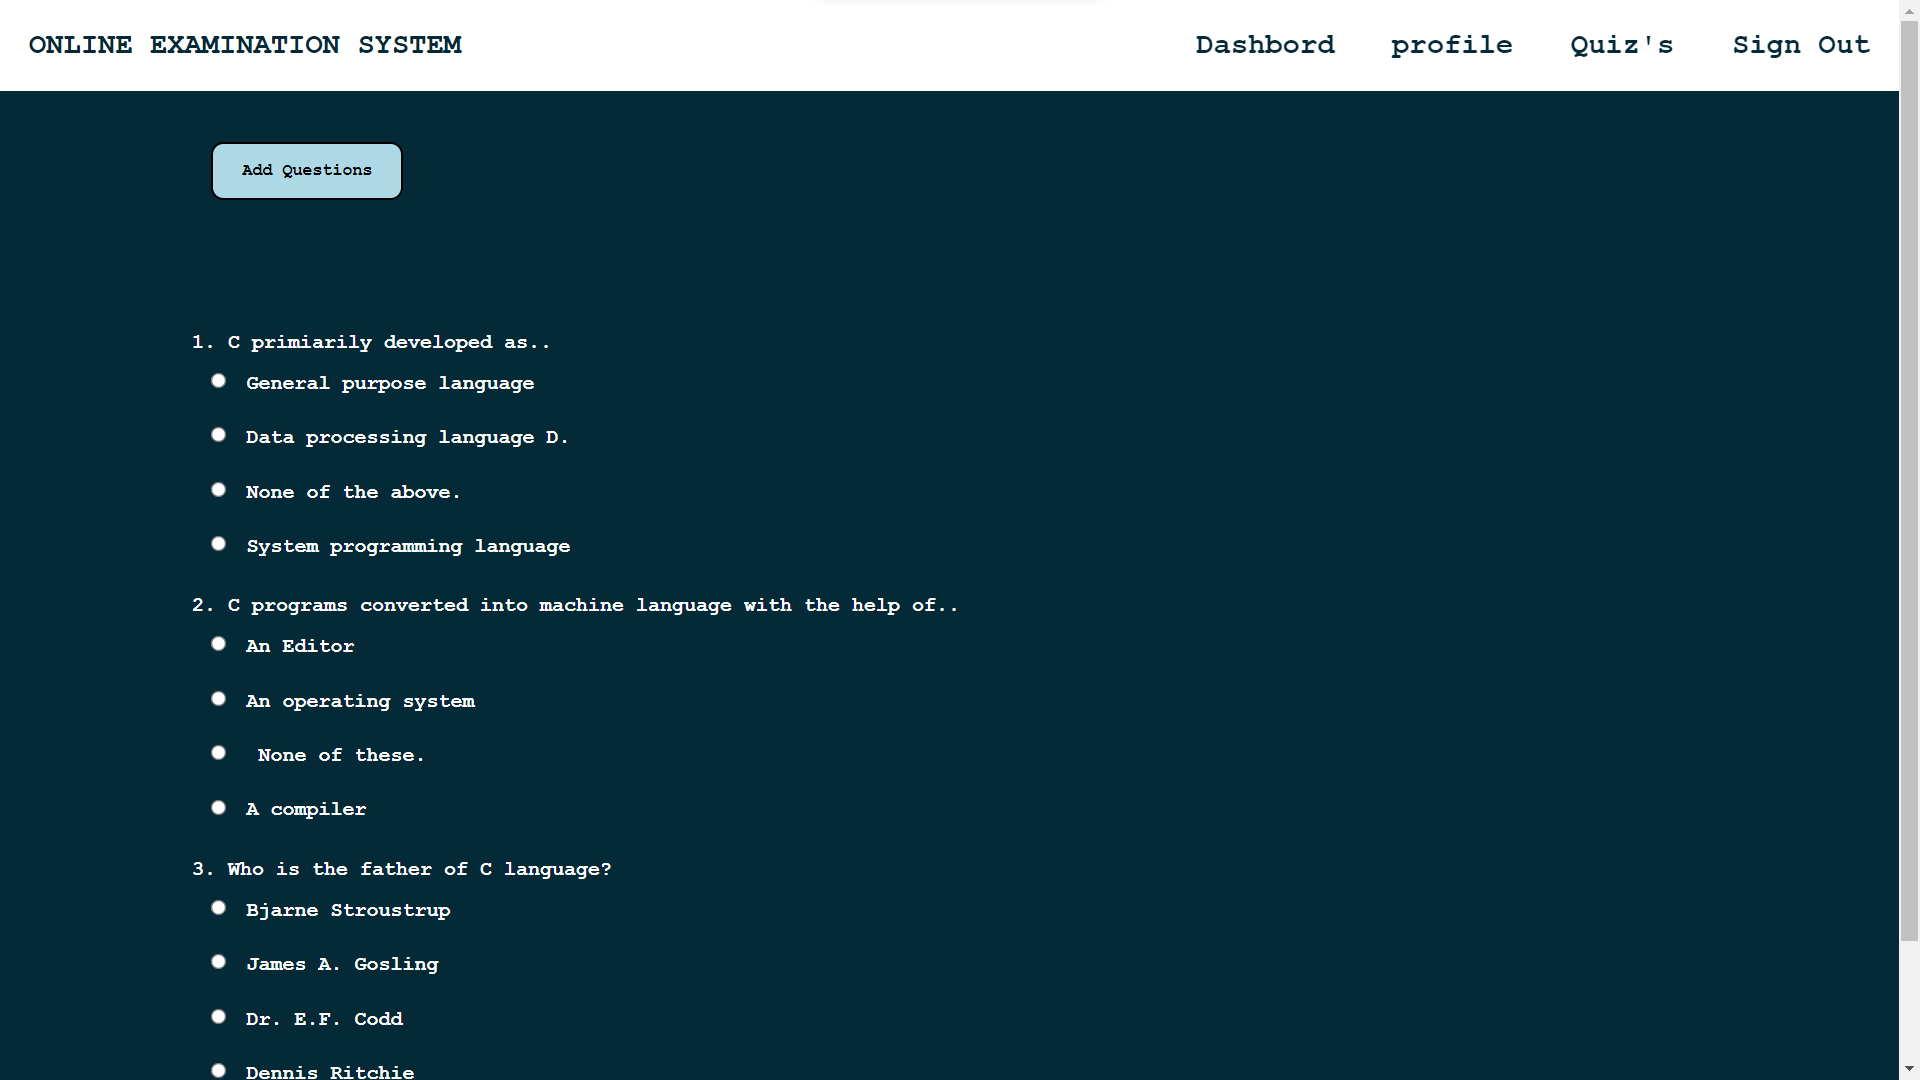 ONLINE EXAMINATION SYSTEM
Dashbord
profile
Quiz's
Sign Out
Add Questions
1. C primiarily developed as..
General purpose language
Data processing language D.
None of the above.
System programming language
2. C programs converted into machine language with the help of..
An Editor
An operating system
None of these.
A compiler
3. Who is the father of C language?
Bjarne Stroustrup
James A. Gosling
Dr. E.F. Codd
Dennis Ritchie